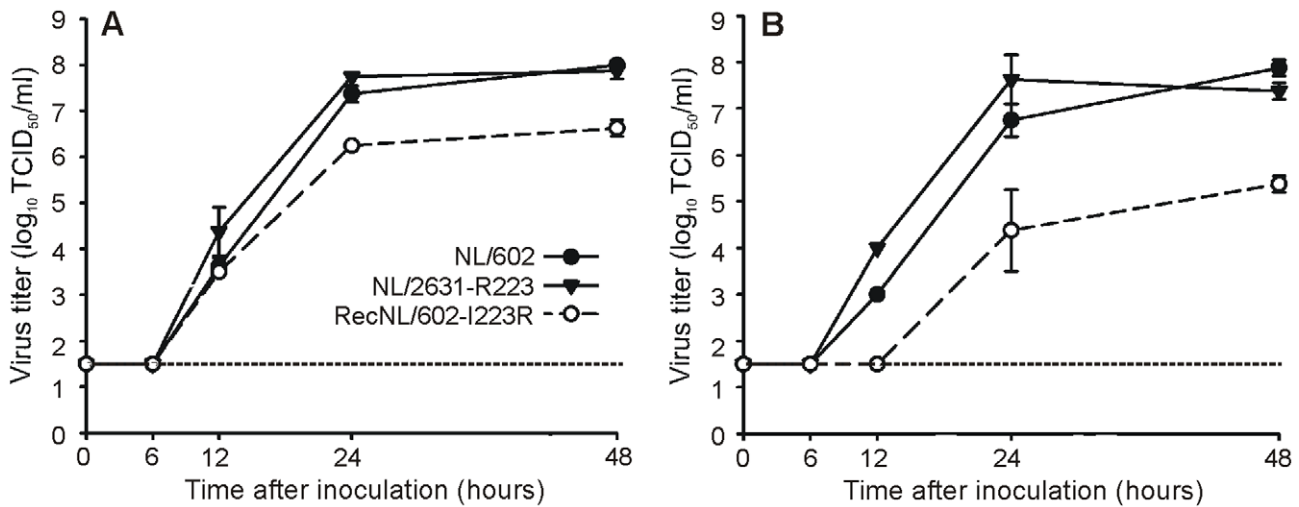 A
Virus titer (log₁₀ TCID₅₀/ml)
9
8
7
6
5
4
3
2
1
0
0 6 12 24 48
Time after inoculation (hours)
NL/602
NL/2631-R223
RecNL/602-I223R
B
Virus titer (log₁₀ TCID₅₀/ml)
9
8
7
6
5
4
3
2
1
0
0 6 12 24 48
Time after inoculation (hours)